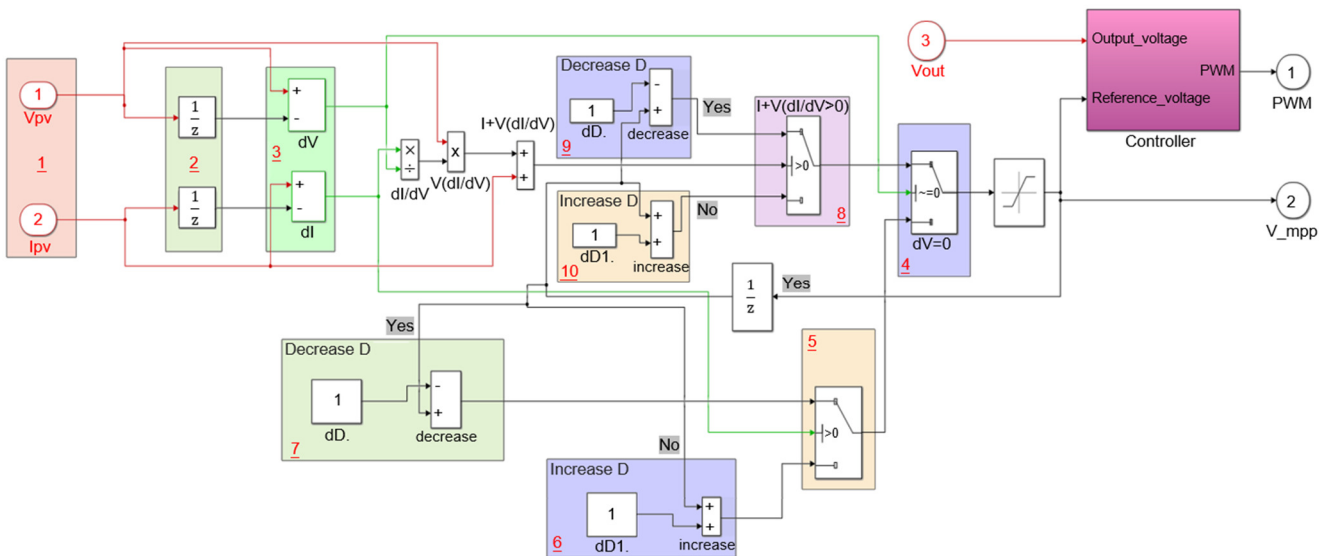 1
Vpv
2
Ipv
1
1
z
1
z
2
+
-
dV
3
+
-
dI
×
÷
dI/dV
x
V(dI/dV)
I+V(dI/dV)
+
+
Decrease D
1
dD.
-
+
decrease
9
Yes
Increase D
1
dD1.
+
+
increase
10
No
I+V(dI/dV>0)
>0
8
~=0
dV=0
4
3
Vout
Output_voltage
PWM
Reference_voltage
Controller
1
PWM
2
V_mpp
1
z
Yes
Yes
Decrease D
1
dD.
-
+
decrease
7
5
>0
No
Increase D
1
dD1.
+
+
increase
6